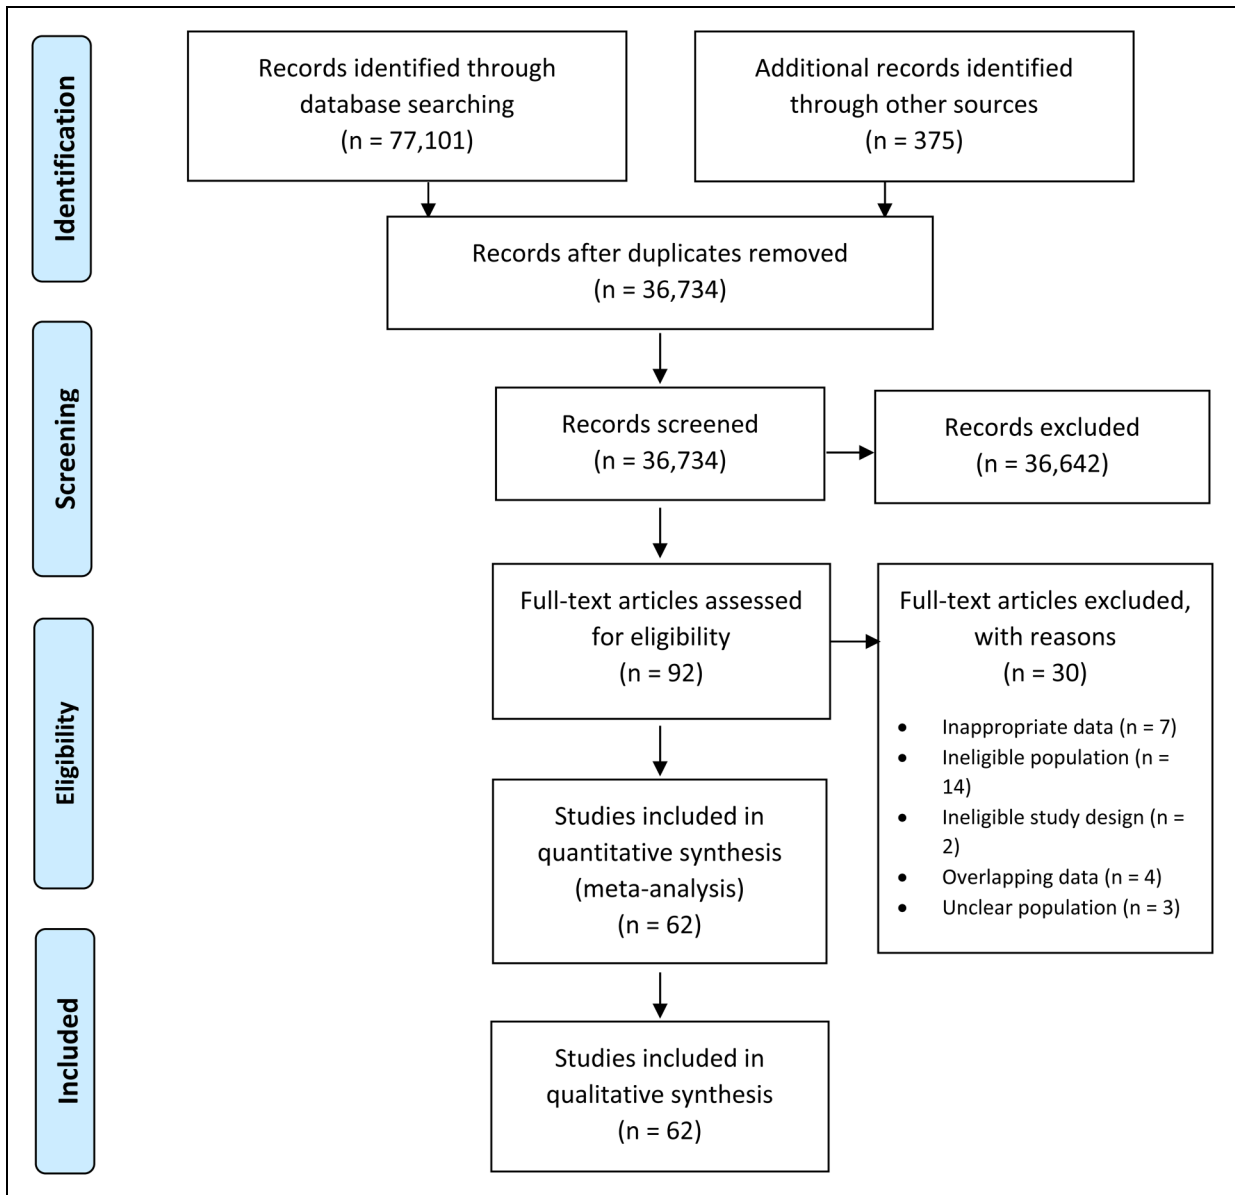 Identification
Records identified through
database searching
(n = 77,101)
Additional records identified
through other sources
(n = 375)
Records after duplicates removed
(n = 36,734)
Screening
Records screened
(n = 36,734)
Records excluded
(n = 36,642)
Eligibility
Full-text articles assessed
for eligibility
(n = 92)
Full-text articles excluded,
with reasons
(n = 30)
• Inappropriate data (n = 7)
• Ineligible population (n =
14)
• Ineligible study design (n =
2)
• Overlapping data (n = 4)
• Unclear population (n = 3)
Studies included in
quantitative synthesis
(meta-analysis)
(n = 62)
Included
Studies included in
qualitative synthesis
(n = 62)